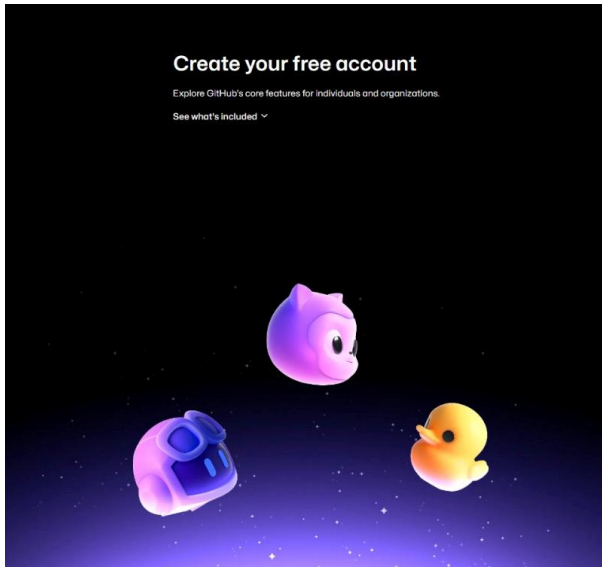 Create your free account
Explore GitHub's core features for individuals and organizations.
See what's included